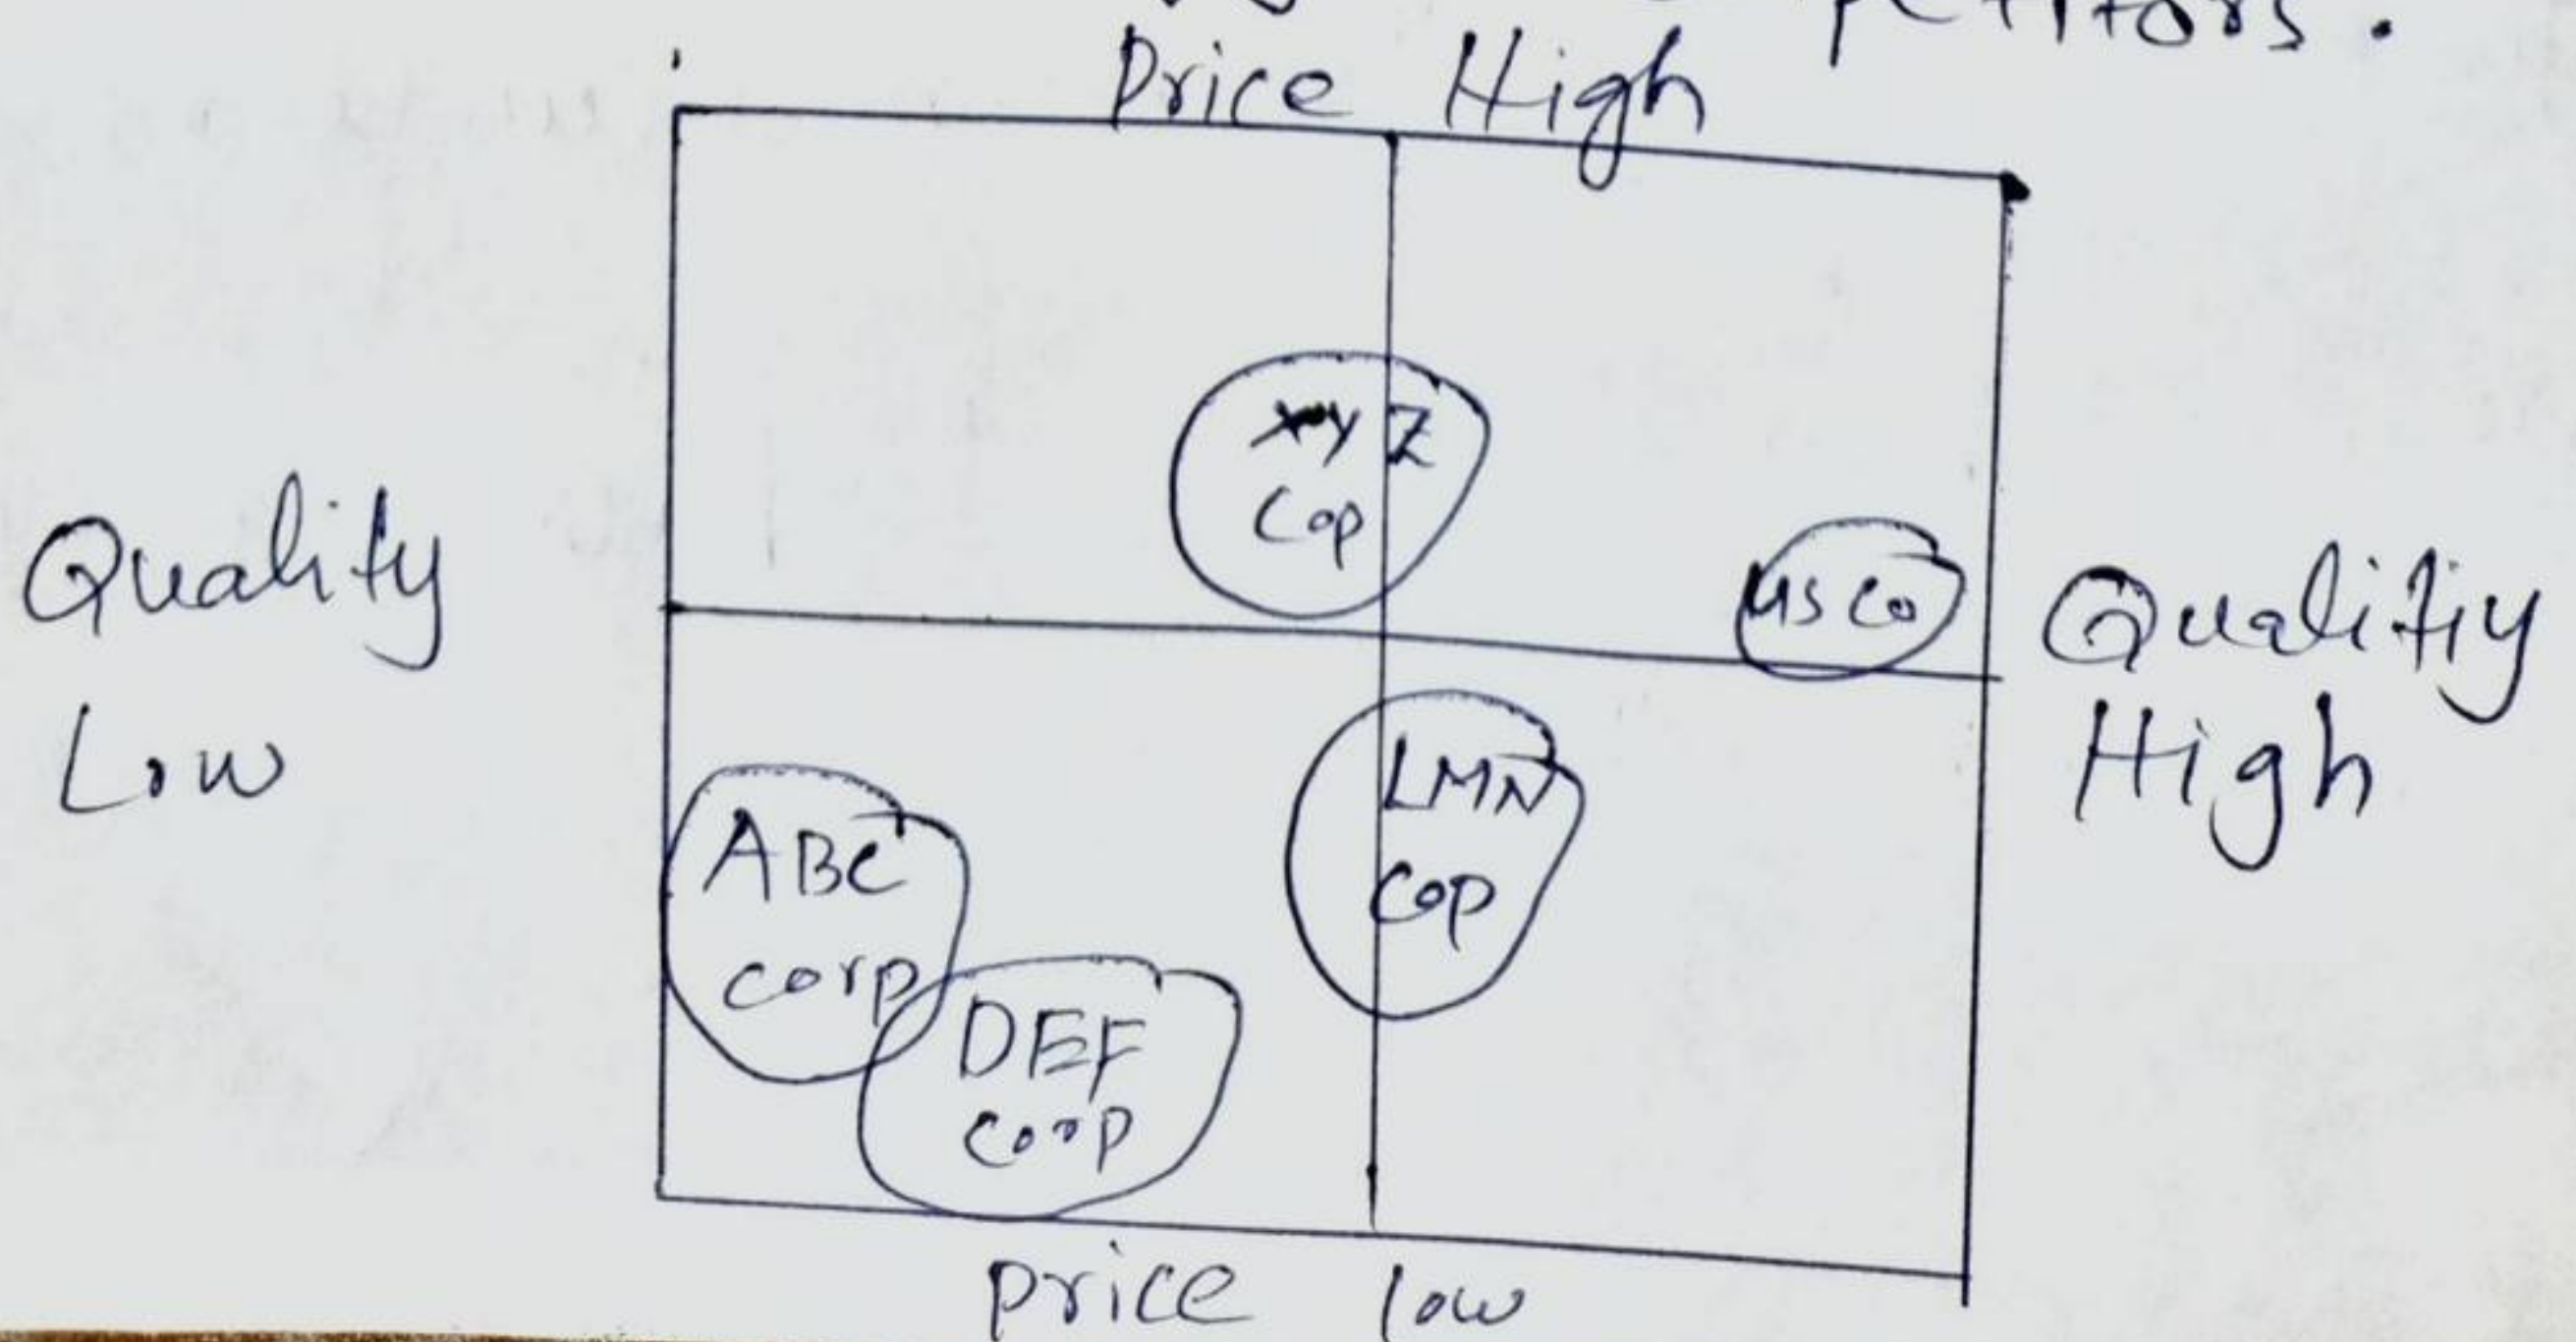 Price High
XYZ
Cop
Quality
Low
US Co
Qualitiy
High
LMN
Cop
ABC
corp
DEF
corp
price low